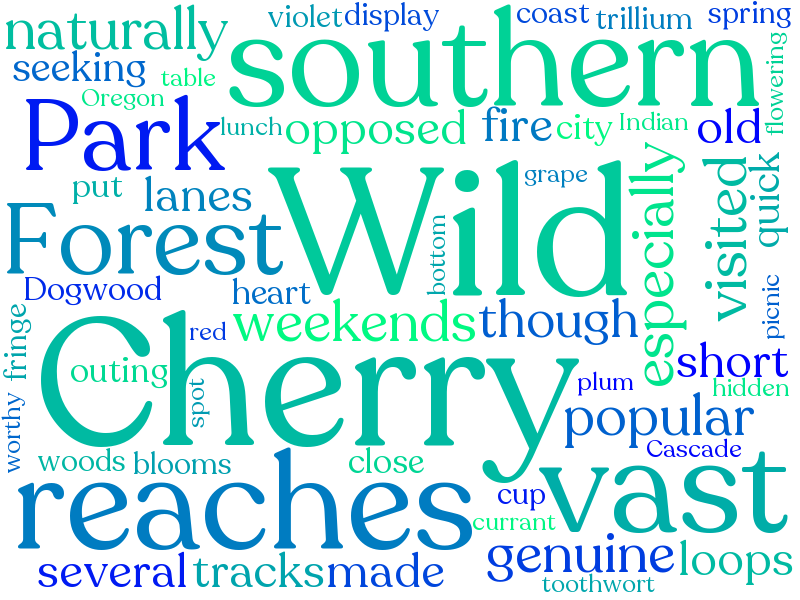 naturally
violet
display
coast
trillium
spring
seeking
table
southern
flowering
Oregon
Park
lunch
opposed
fire
city
Indian
old
put
lanes
Wild
grape
especially
visited
quick
Forest
bottom
Dogwood
heart
picnic
fringe
red
weekends
though
Cherry
short
outing
spot
plum
hidden
worthy
popular
woods
blooms
close
Cascade
reaches
cup
vast
currant
genuine
loops
several
tracks
made
toothwort